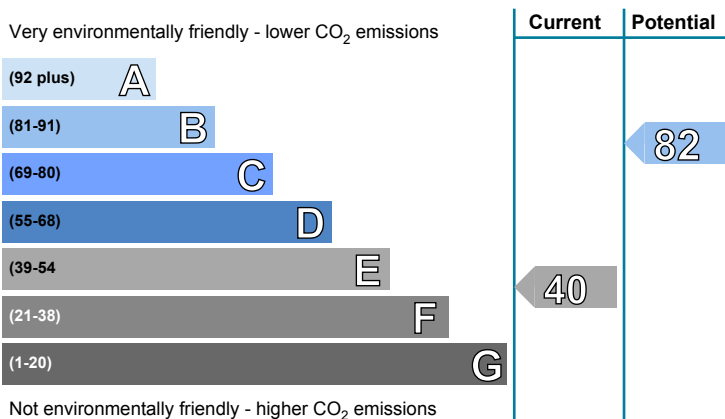 Very environmentally friendly - lower CO2 emissions
Current
Potential
(92 plus) A
(81-91) B
82
(69-80) C
(55-68) D
(39-54 E
40
(21-38) F
(1-20) G
Not environmentally friendly - higher CO2 emissions